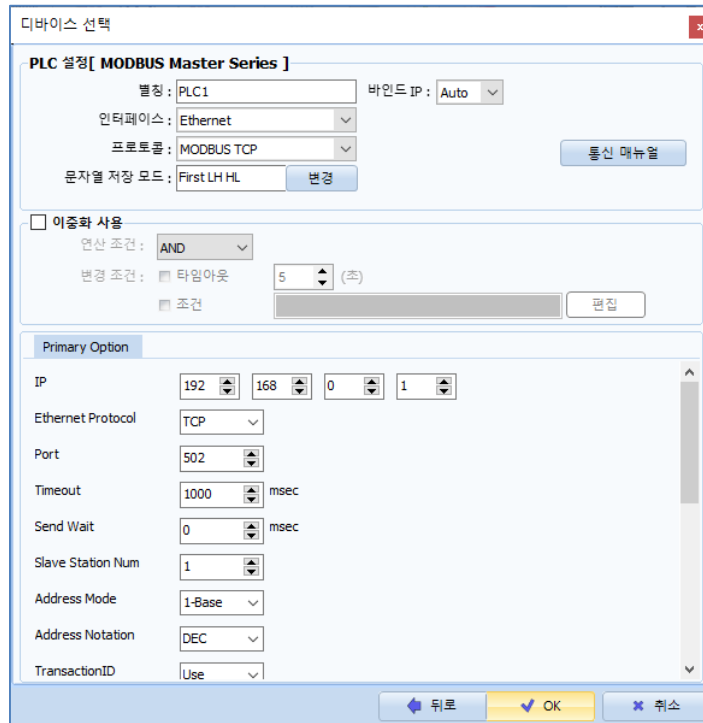 디바이스 선택
x
PLC 설정[ MODBUS Master Series ]
별칭 : PLC1 바인드 IP : Auto
인터페이스 : Ethernet
프로토콜 : MODBUS TCP 통신 매뉴얼
문자열 저장 모드 : First LH HL 변경
이중화 사용
연산 조건 : AND
변경 조건 : 타임아웃 5 (초)
조건 편집
Primary Option
IP 192 168 0 1
Ethernet Protocol TCP
Port 502
Timeout 1000 msec
Send Wait 0 msec
Slave Station Num 1
Address Mode 1-Base
Address Notation DEC
TransactionID Use
뒤로 OK 취소